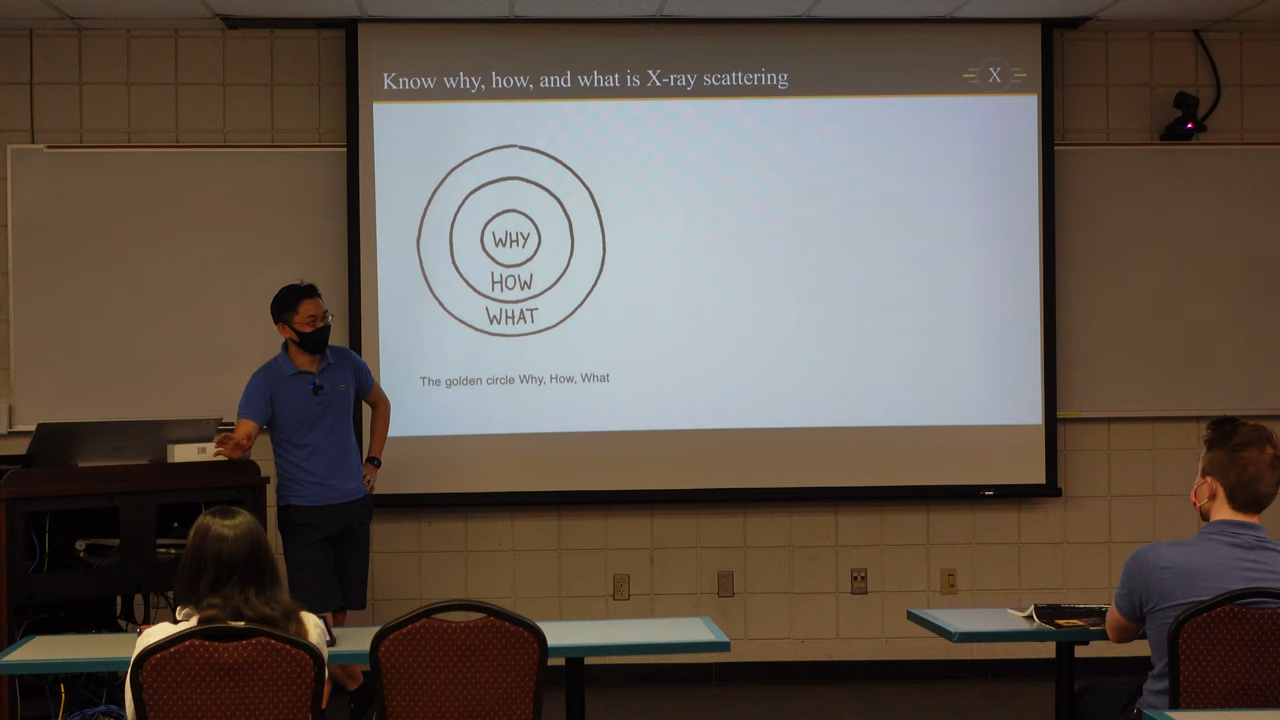 Know why, how, and what is X-ray scattering
X
WHY
HOW
WHAT
The golden circle Why, How, What